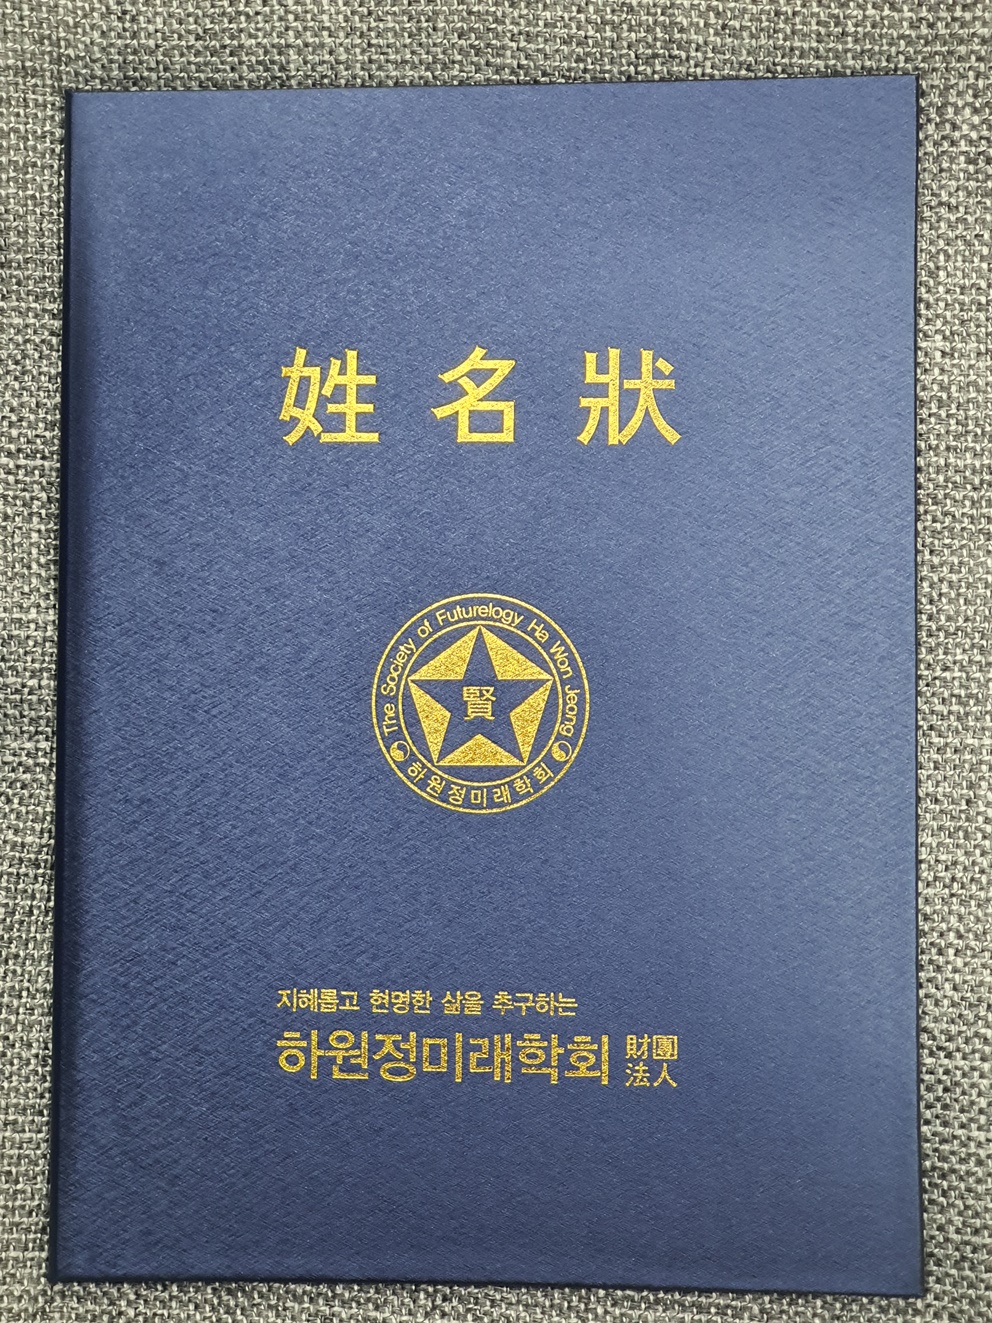 姓名狀
The Society of Futurelogy Ha Won Jeong
賢
하원정미래학회
지혜롭고 현명한 삶을 추구하는
하원정미래학회 財團
法人